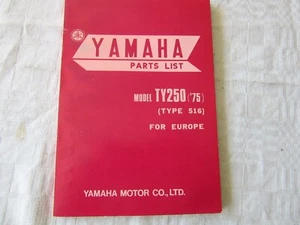 YAMAHA
PARTS LIST
MODEL TY250 ('75)
(TYPE 516)
FOR EUROPE
YAMAHA MOTOR CO., LTD.